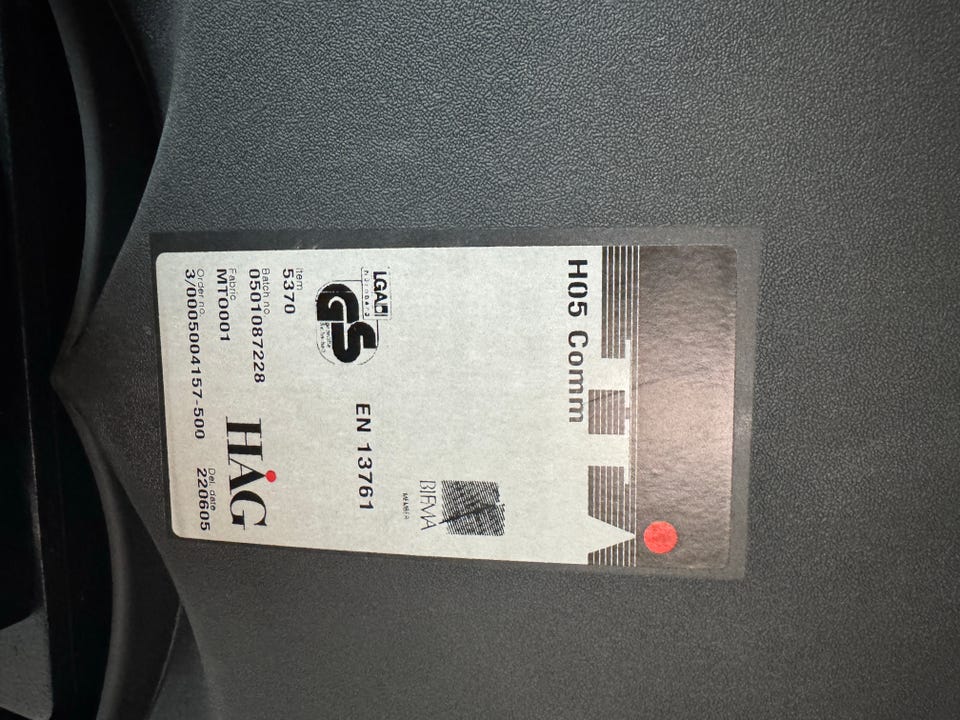 H05 Comm
BIFMA
MEMBER
LGA
EN 13761
GS
Item
5370
Batch no.
0501087228
Fabric
MT0001
HÅG
Order no.
3/0005004157-500
Del. date
220605